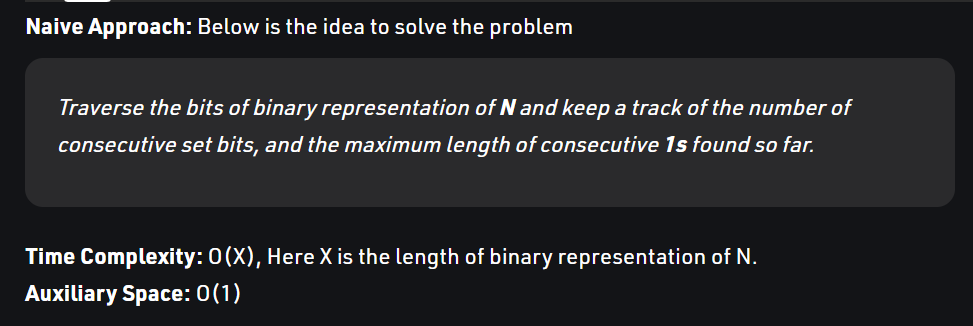 Naive Approach: Below is the idea to solve the problem
Traverse the bits of binary representation of N and keep a track of the number of
consecutive set bits, and the maximum length of consecutive 1s found so far.
Time Complexity: O(X), Here X is the length of binary representation of N.
Auxiliary Space: O(1)